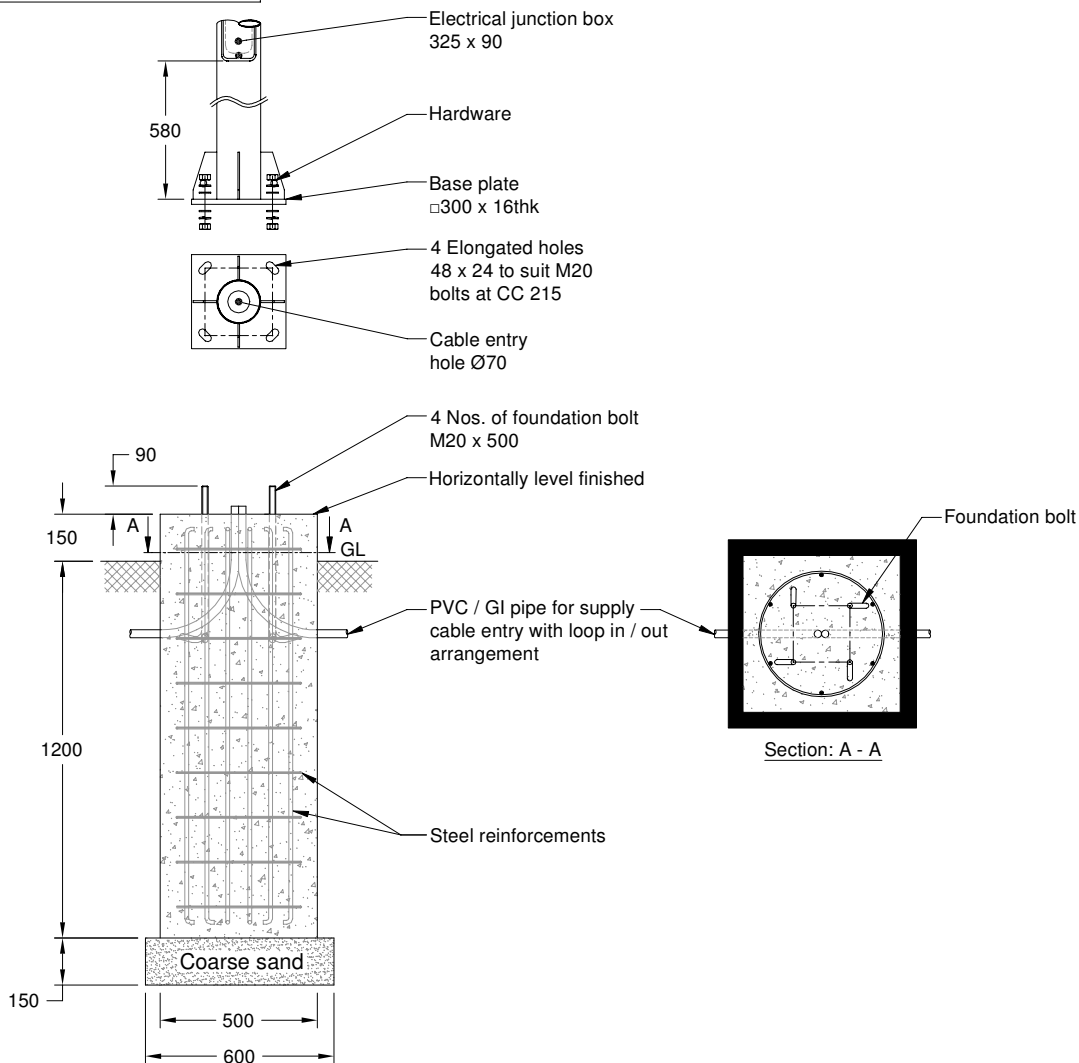 Electrical junction box
325 x 90
580
Hardware
Base plate
□300 x 16thk
4 Elongated holes
48 x 24 to suit M20
bolts at CC 215
Cable entry
hole Ø70
4 Nos. of foundation bolt
M20 x 500
90
Horizontally level finished
150
A
A
GL
Foundation bolt
PVC / GI pipe for supply
cable entry with loop in / out
arrangement
1200
Section: A - A
Steel reinforcements
Coarse sand
150
500
600